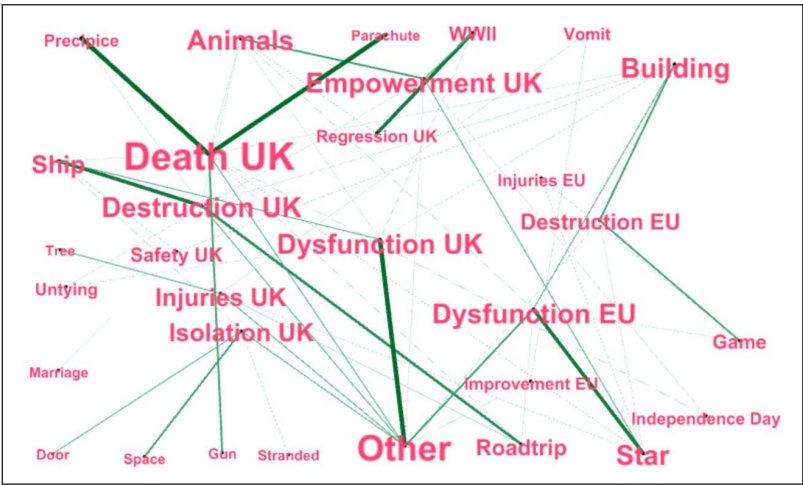 Precipice
Animals
Parachute
WWII
Vomit
Building
Empowerment UK
Regression UK
Death UK
Ship
Injuries EU
Destruction UK
Destruction EU
Dysfunction UK
Tree
Safety UK
Untying
Injuries UK
Dysfunction EU
Isolation UK
Game
Marriage
Improvement EU
Independence Day
Other
Roadtrip
Door
Space
Gun
Stranded
Star